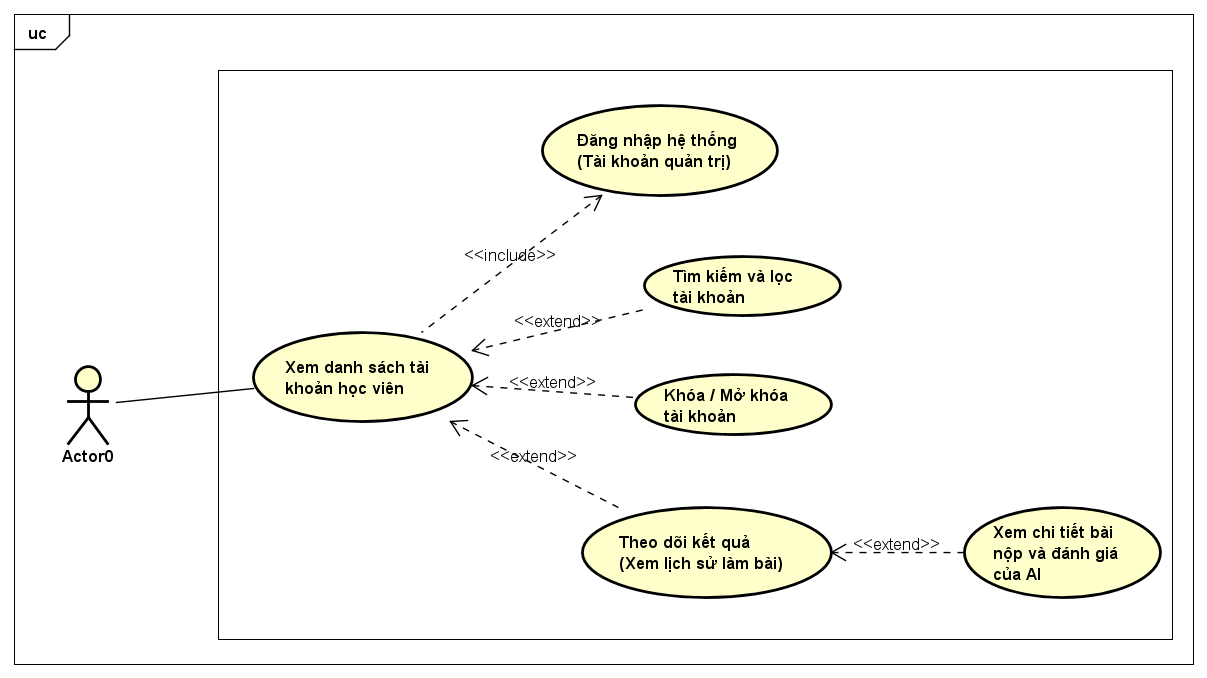 uc
Đăng nhập hệ thống
(Tài khoản quản trị)
<<include>>
Tìm kiếm và lọc
tài khoản
<<extend>>
Xem danh sách tài
khoản học viên
<<extend>>
Khóa / Mở khóa
tài khoản
Actor0
<<extend>>
Theo dõi kết quả
(Xem lịch sử làm bài)
<<extend>>
Xem chi tiết bài
nộp và đánh giá
của AI